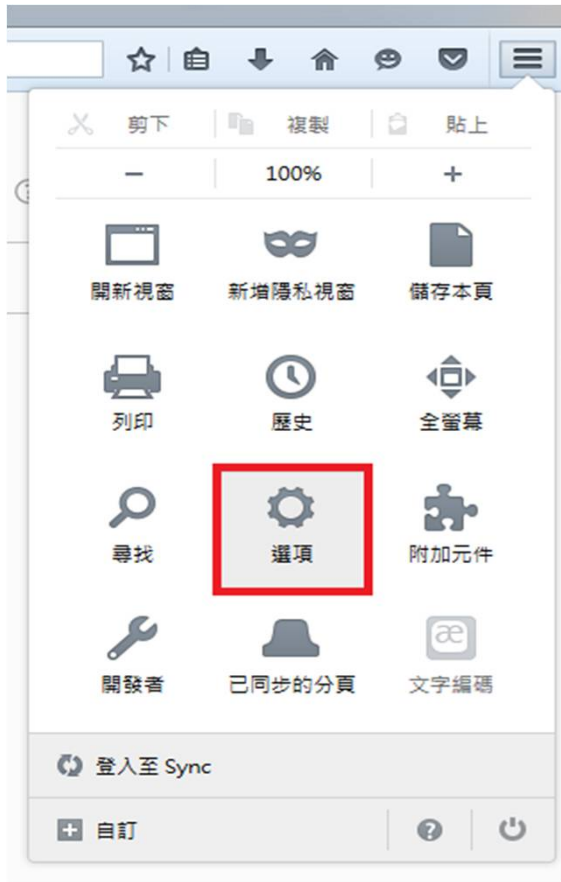 剪下 複製 貼上
− 100% +
開新視窗 新增隱私視窗 儲存本頁
列印 歷史 全螢幕
尋找 選項 附加元件
æ
開發者 已同步的分頁 文字編碼
登入至 Sync
自訂 ?